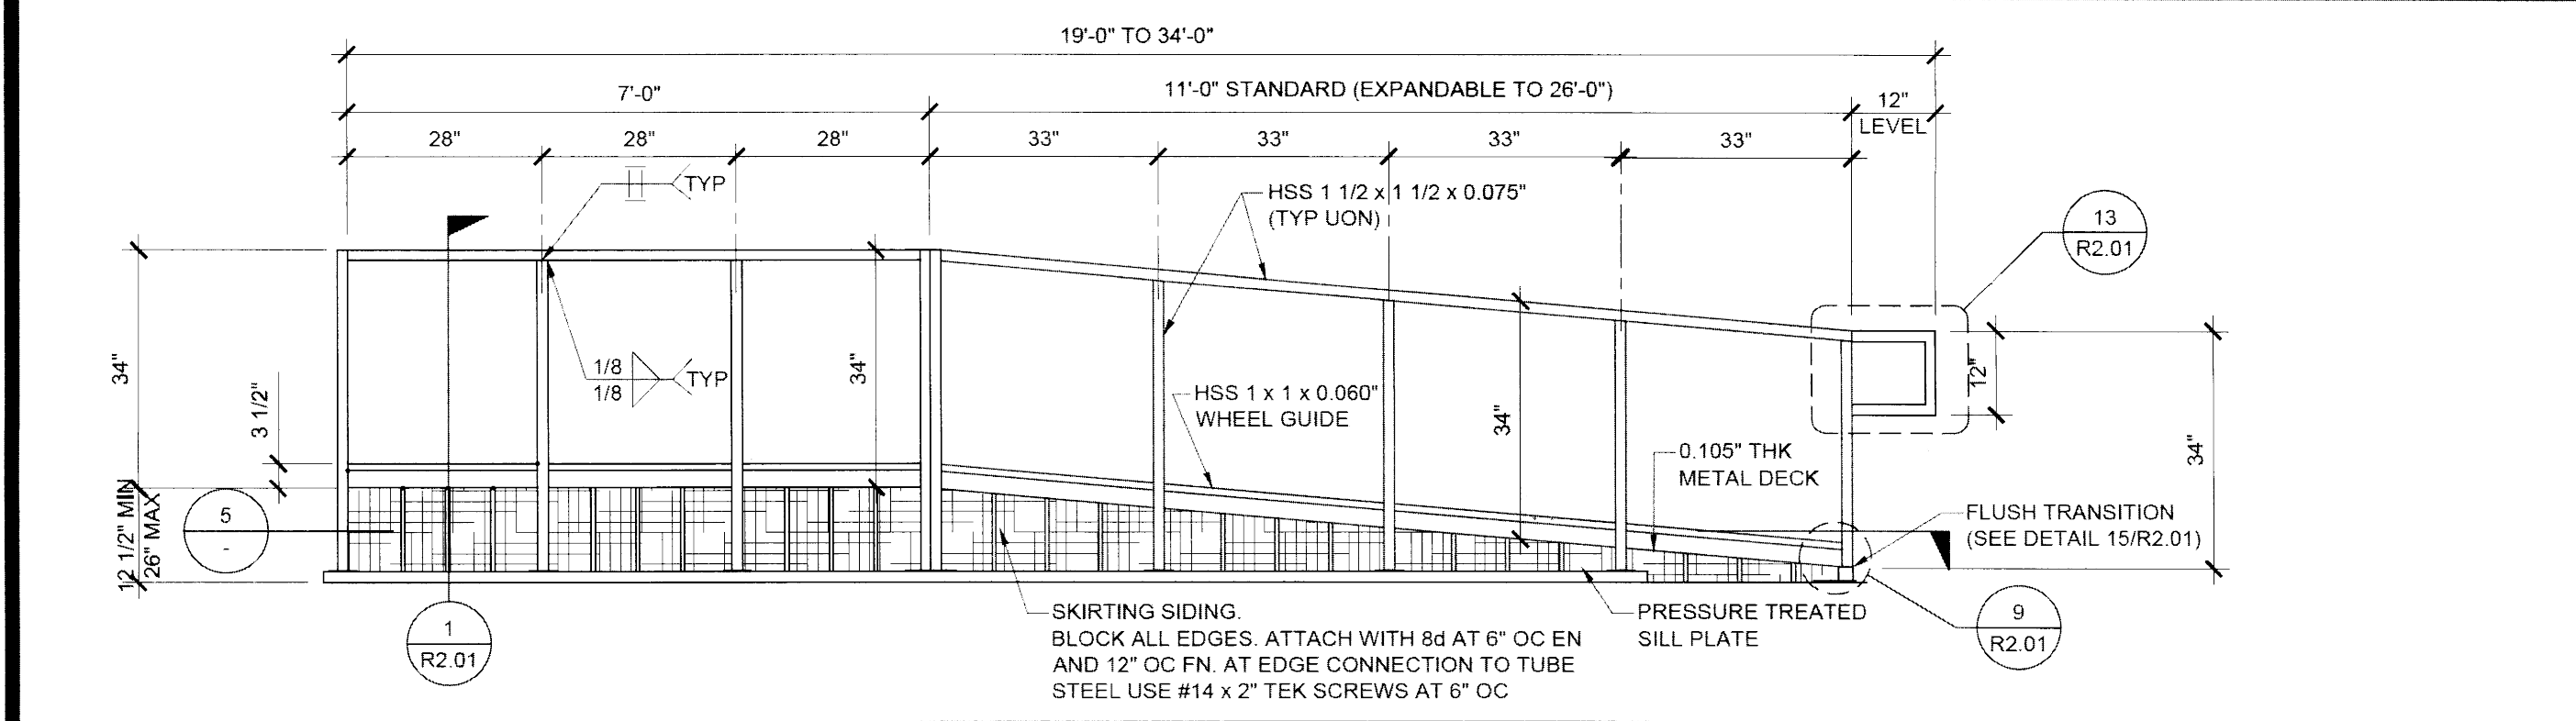 19'-0" TO 34'-0"
7'-0"
11'-0" STANDARD (EXPANDABLE TO 26'-0")
12"
LEVEL
28"
28"
28"
33"
33"
33"
33"
TYP
HSS 1 1/2 x 1 1/2 x 0.075"
(TYP UON)
13
R2.01
34"
3 1/2"
12 1/2" MIN
26" MAX
1/8
1/8
TYP
34"
HSS 1 x 1 x 0.060"
WHEEL GUIDE
34"
0.105" THK
METAL DECK
12"
34"
5
-
FLUSH TRANSITION
(SEE DETAIL 15/R2.01)
1
R2.01
SKIRTING SIDING.
BLOCK ALL EDGES. ATTACH WITH 8d AT 6" OC EN
AND 12" OC FN. AT EDGE CONNECTION TO TUBE
STEEL USE #14 x 2" TEK SCREWS AT 6" OC
PRESSURE TREATED
SILL PLATE
9
R2.01